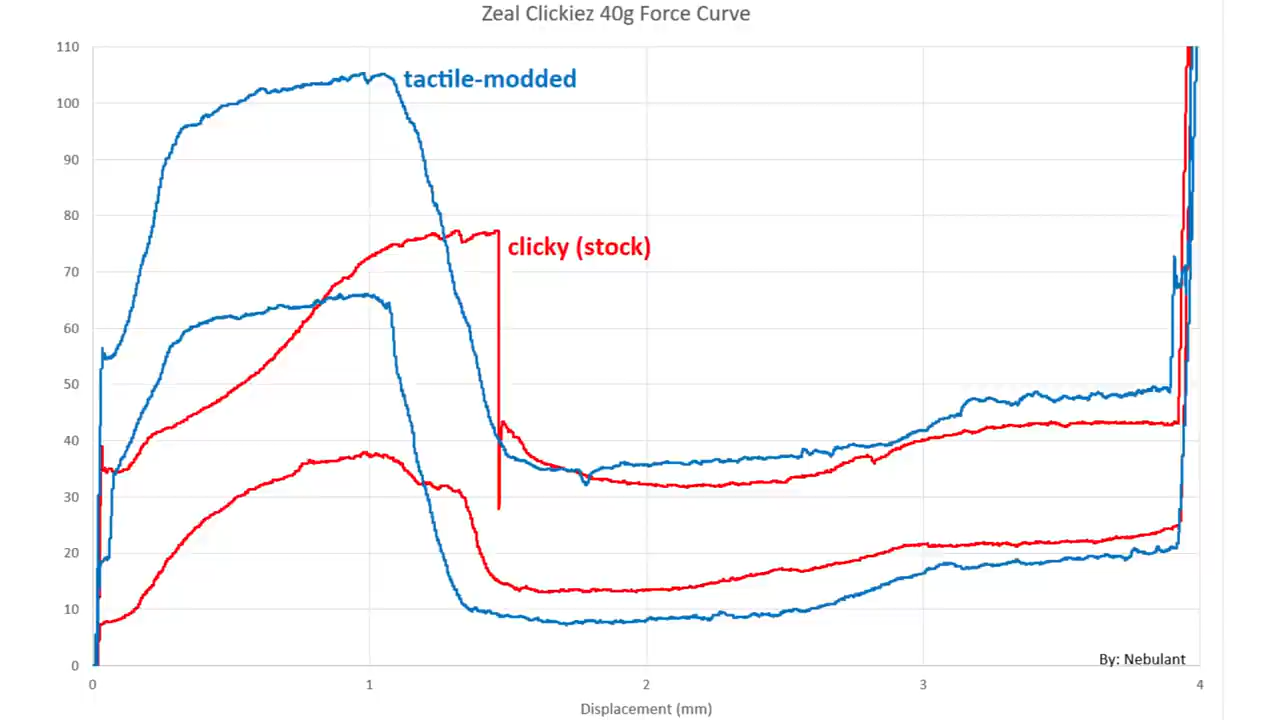 Zeal Clickiez 40g Force Curve
110
tactile-modded
100
90
80
clicky (stock)
70
60
50
40
30
20
10
By: Nebulant
0
0 1 2 3 4
Displacement (mm)